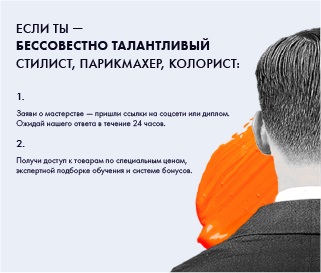 ЕСЛИ ТЫ —
БЕССОВЕСТНО ТАЛАНТЛИВЫЙ
СТИЛИСТ, ПАРИКМАХЕР, КОЛОРИСТ:
1.
Заяви о мастерстве — пришли ссылки на соцсети или диплом.
Ожидай нашего ответа в течение 24 часов.
2.
Получи доступ к товарам по специальным ценам,
экспертной подборке обучения и системе бонусов.